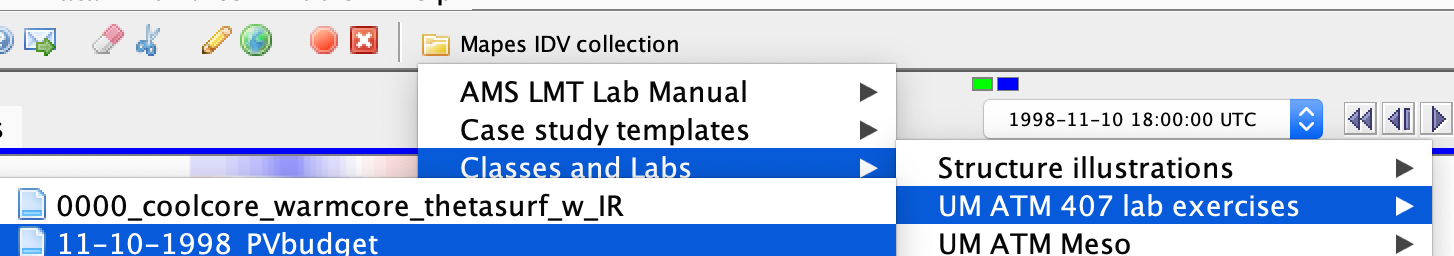 Mapes IDV collection
AMS LMT Lab Manual
1998-11-10 18:00:00 UTC
Case study templates
Classes and Labs
Structure illustrations
0000_coolcore_warmcore_thetasurf_w_IR
UM ATM 407 lab exercises
11-10-1998_PVbudget
UM ATM Meso